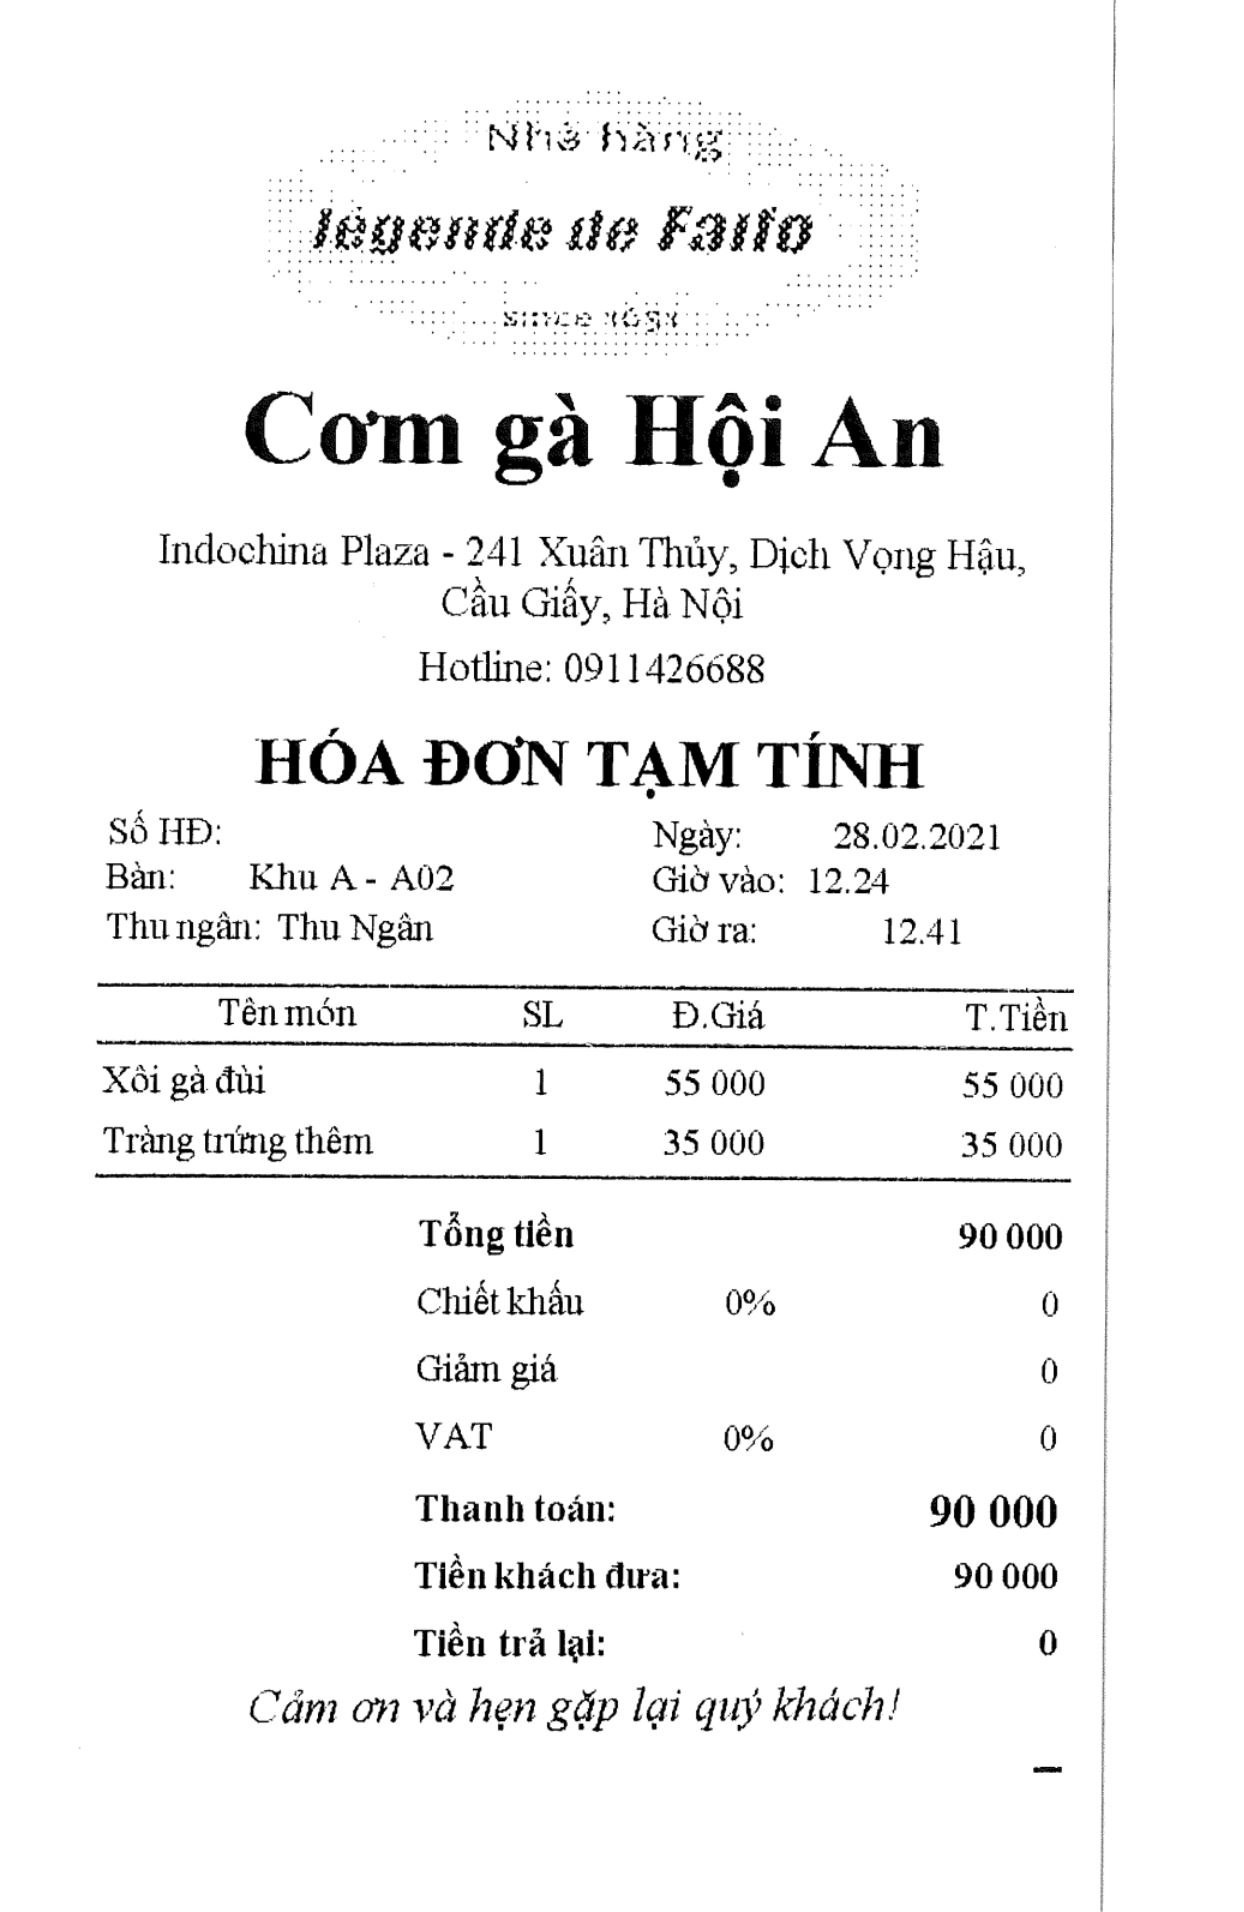 Nhà hàng
légende de Faifo
since
Cơm gà Hội An
Indochina Plaza - 241 Xuân Thủy, Dịch Vọng Hậu,
Cầu Giấy, Hà Nội
Hotline: 0911426688
HÓA ĐƠN TẠM TÍNH
Số HĐ: Ngày: 28.02.2021
Bàn: Khu A - A02 Giờ vào: 12.24
Thu ngân: Thu Ngân Giờ ra: 12.41
Tên món SL Đ.Giá T.Tiền
Xôi gà đùi 1 55 000 55 000
Tràng trứng thêm 1 35 000 35 000
Tổng tiền 90 000
Chiết khấu 0% 0
Giảm giá 0
VAT 0% 0
Thanh toán: 90 000
Tiền khách đưa: 90 000
Tiền trả lại: 0
Cảm ơn và hẹn gặp lại quý khách!